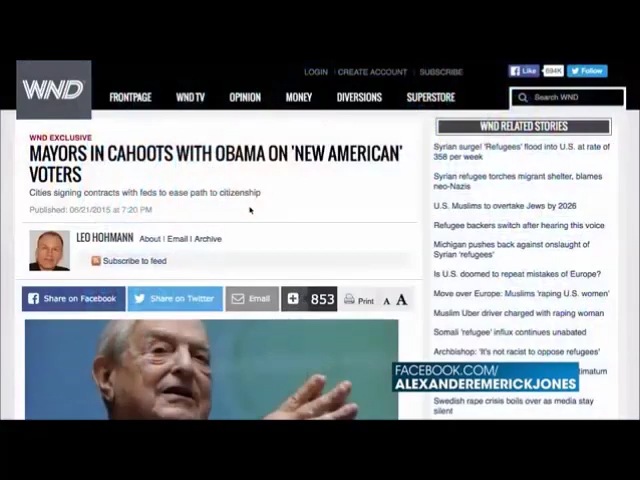 LOGIN | CREATE ACCOUNT | SUBSCRIBE
Like 694K Follow
WND
FRONTPAGE WND TV OPINION MONEY DIVERSIONS SUPERSTORE
Search WND
WND EXCLUSIVE
MAYORS IN CAHOOTS WITH OBAMA ON 'NEW AMERICAN'
VOTERS
Cities signing contracts with feds to ease path to citizenship
Published: 06/21/2015 at 7:20 PM
LEO HOHMANN About | Email | Archive
Subscribe to feed
Share on Facebook Share on Twitter Email 853 Print A A
WND RELATED STORIES
Syrian surge! 'Refugees' flood into U.S. at rate of
358 per week
Syrian refugee torches migrant shelter, blames
neo-Nazis
U.S. Muslims to overtake Jews by 2026
Refugee backers switch after hearing this voice
Michigan pushes back against onslaught of
Syrian 'refugees'
Is U.S. doomed to repeat mistakes of Europe?
Move over Europe: Muslims 'raping U.S. women'
Muslim Uber driver charged with raping woman
Somali 'refugee' influx continues unabated
Archbishop: 'It's not racist to oppose refugees'
timatum
Swedish rape crisis boils over as media stay
silent
FACEBOOK.COM/
ALEXANDEREMERICKJONES